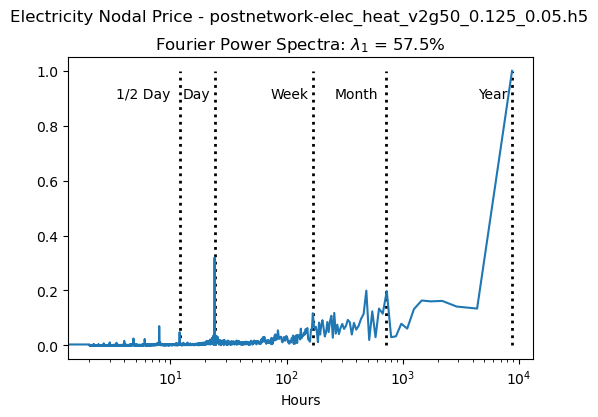 Electricity Nodal Price - postnetwork-elec_heat_v2g50_0.125_0.05.h5
Fourier Power Spectra: λ₁ = 57.5%
1.0
1/2 Day
Day
Week
Month
Year
0.8
0.6
0.4
0.2
0.0
10¹
10²
10³
10⁴
Hours